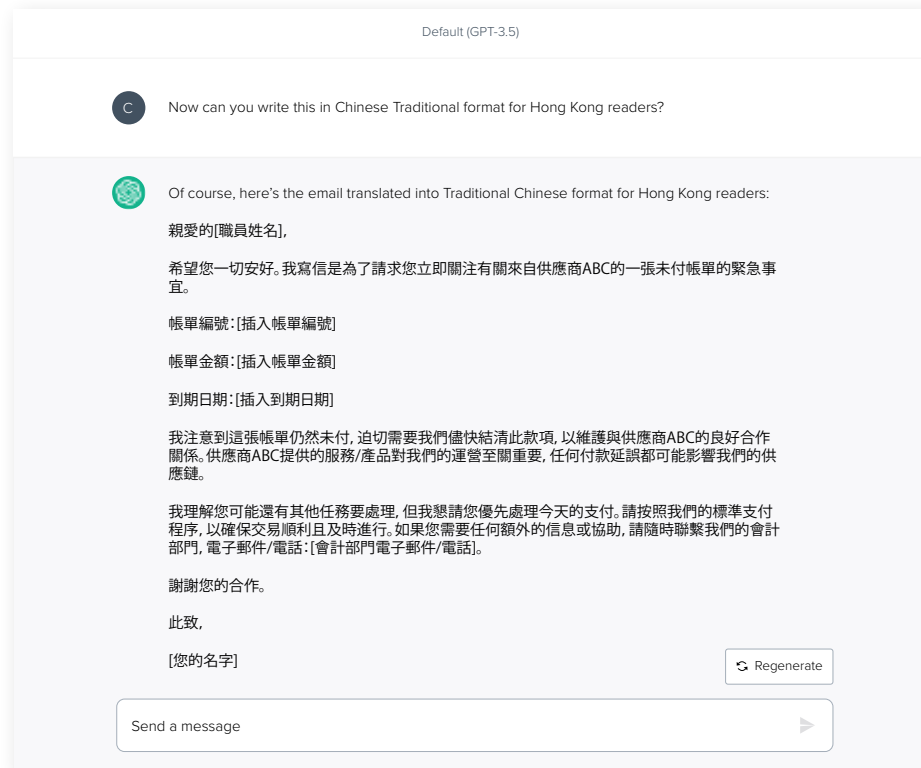 Default (GPT-3.5)
C
Now can you write this in Chinese Traditional format for Hong Kong readers?
Of course, here's the email translated into Traditional Chinese format for Hong Kong readers:
親愛的[職員姓名],
希望您一切安好。我寫信是為了請求您立即關注有關來自供應商ABC的一張未付帳單的緊急事
宜。
帳單編號:[插入帳單編號]
帳單金額:[插入帳單金額]
到期日期:[插入到期日期]
我注意到這張帳單仍然未付, 迫切需要我們儘快結清此款項, 以維護與供應商ABC的良好合作
關係。供應商ABC提供的服務/產品對我們的運營至關重要, 任何付款延誤都可能影響我們的供
應鏈。
我理解您可能還有其他任務要處理, 但我懇請您優先處理今天的支付。請按照我們的標準支付
程序, 以確保交易順利且及時進行。如果您需要任何額外的信息或協助, 請隨時聯繫我們的會計
部門, 電子郵件/電話:[會計部門電子郵件/電話]。
謝謝您的合作。
此致,
[您的名字]
Regenerate
Send a message